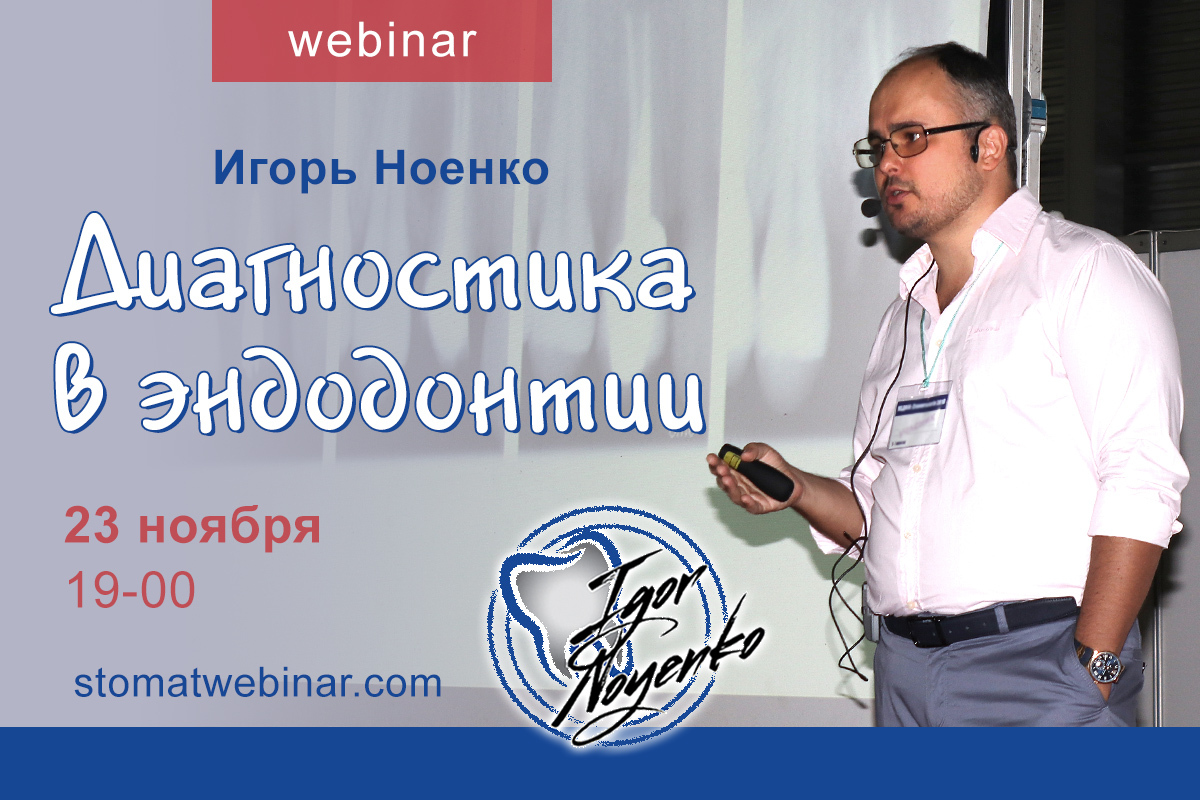 webinar
Игорь Ноенко
Диагностика
в эндодонтии
23 ноября
19-00
stomatwebinar.com
Igor
Noyenko